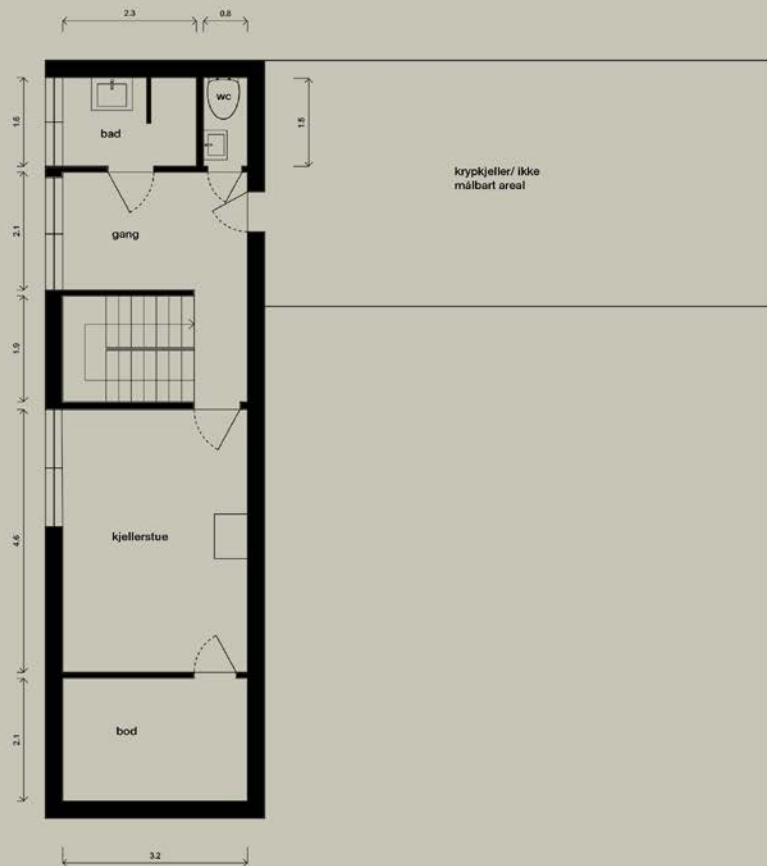 2.3
0.8
wc
1.6
bad
1.5
krypkjeller/ ikke
målbart areal
2.1
gang
1.9
kjellerstue
4.6
bod
2.1
3.2